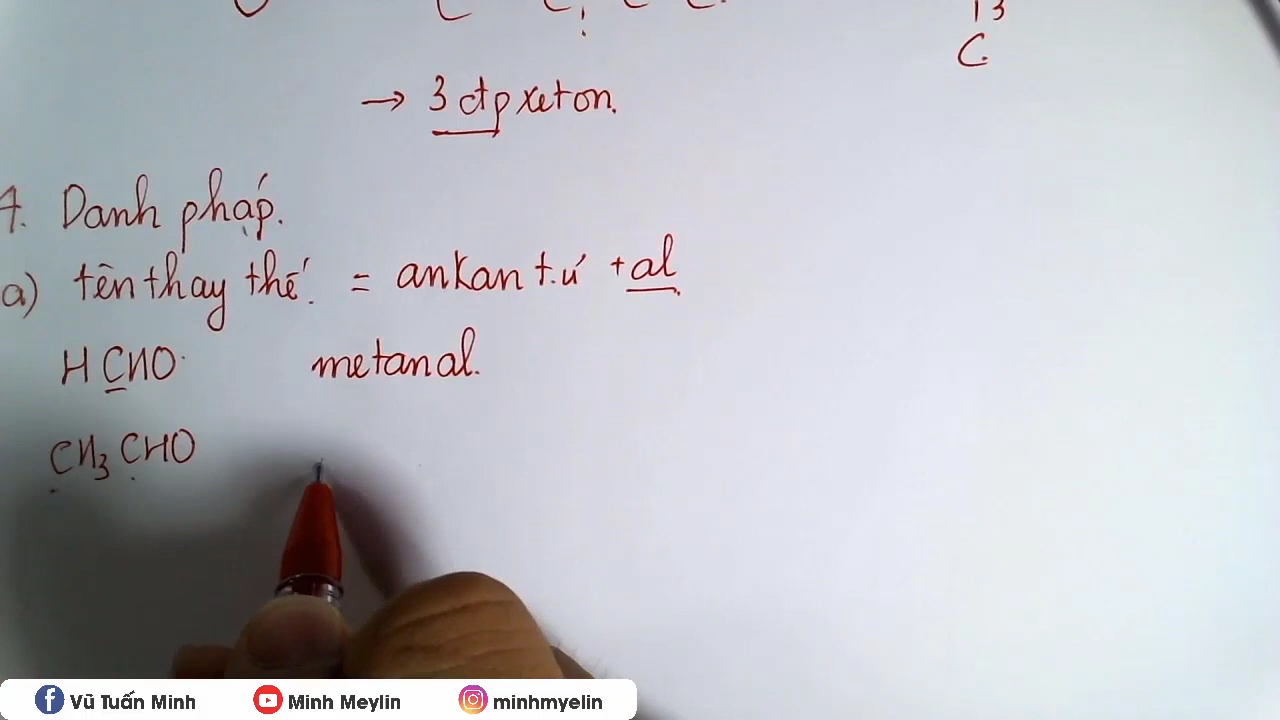 C
→ 3 ctp xeton.
4. Danh pháp.
a) tên thay thế. = ankan t.ứ + al
HCHO metanal.
CH3CHO
Vũ Tuấn Minh Minh Meylin minhmyelin